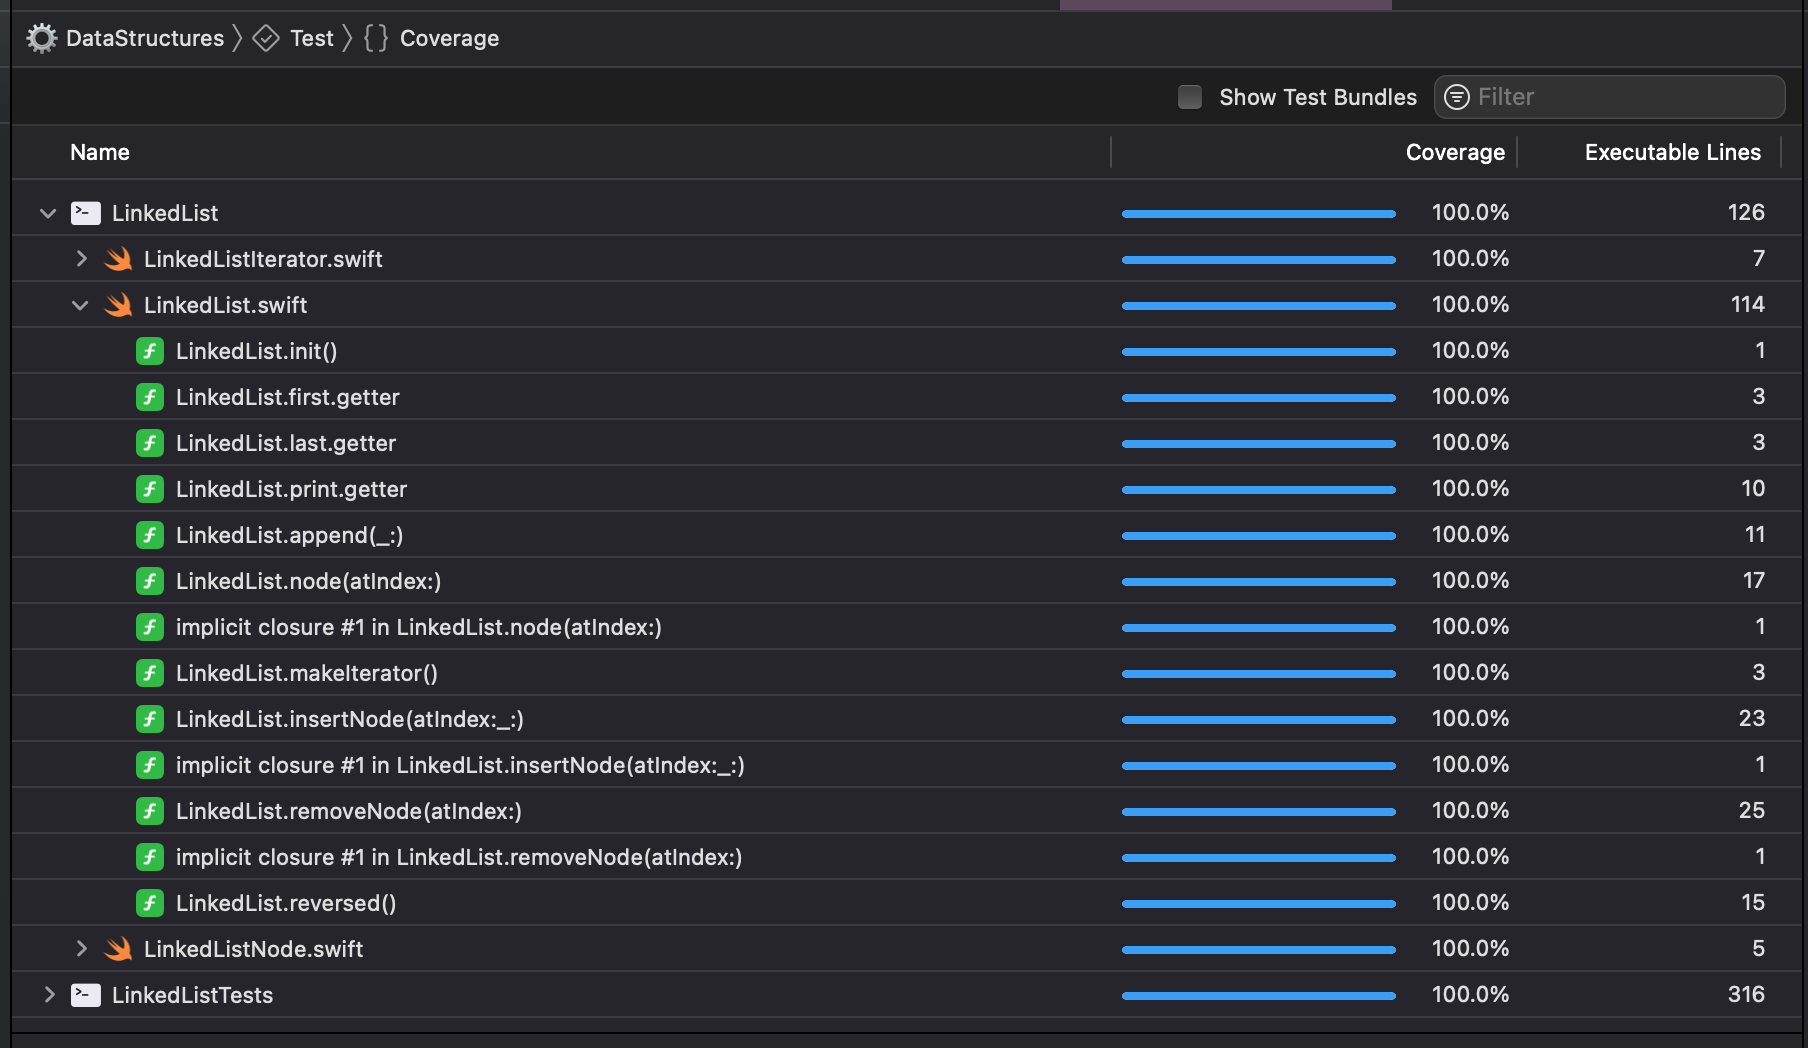 DataStructures Test {} Coverage
Show Test Bundles Filter
Name Coverage Executable Lines
LinkedList 100.0% 126
LinkedListIterator.swift 100.0% 7
LinkedList.swift 100.0% 114
f LinkedList.init() 100.0% 1
f LinkedList.first.getter 100.0% 3
f LinkedList.last.getter 100.0% 3
f LinkedList.print.getter 100.0% 10
f LinkedList.append(_:) 100.0% 11
f LinkedList.node(atIndex:) 100.0% 17
f implicit closure #1 in LinkedList.node(atIndex:) 100.0% 1
f LinkedList.makeIterator() 100.0% 3
f LinkedList.insertNode(atIndex:_:) 100.0% 23
f implicit closure #1 in LinkedList.insertNode(atIndex:_:) 100.0% 1
f LinkedList.removeNode(atIndex:) 100.0% 25
f implicit closure #1 in LinkedList.removeNode(atIndex:) 100.0% 1
f LinkedList.reversed() 100.0% 15
LinkedListNode.swift 100.0% 5
LinkedListTests 100.0% 316